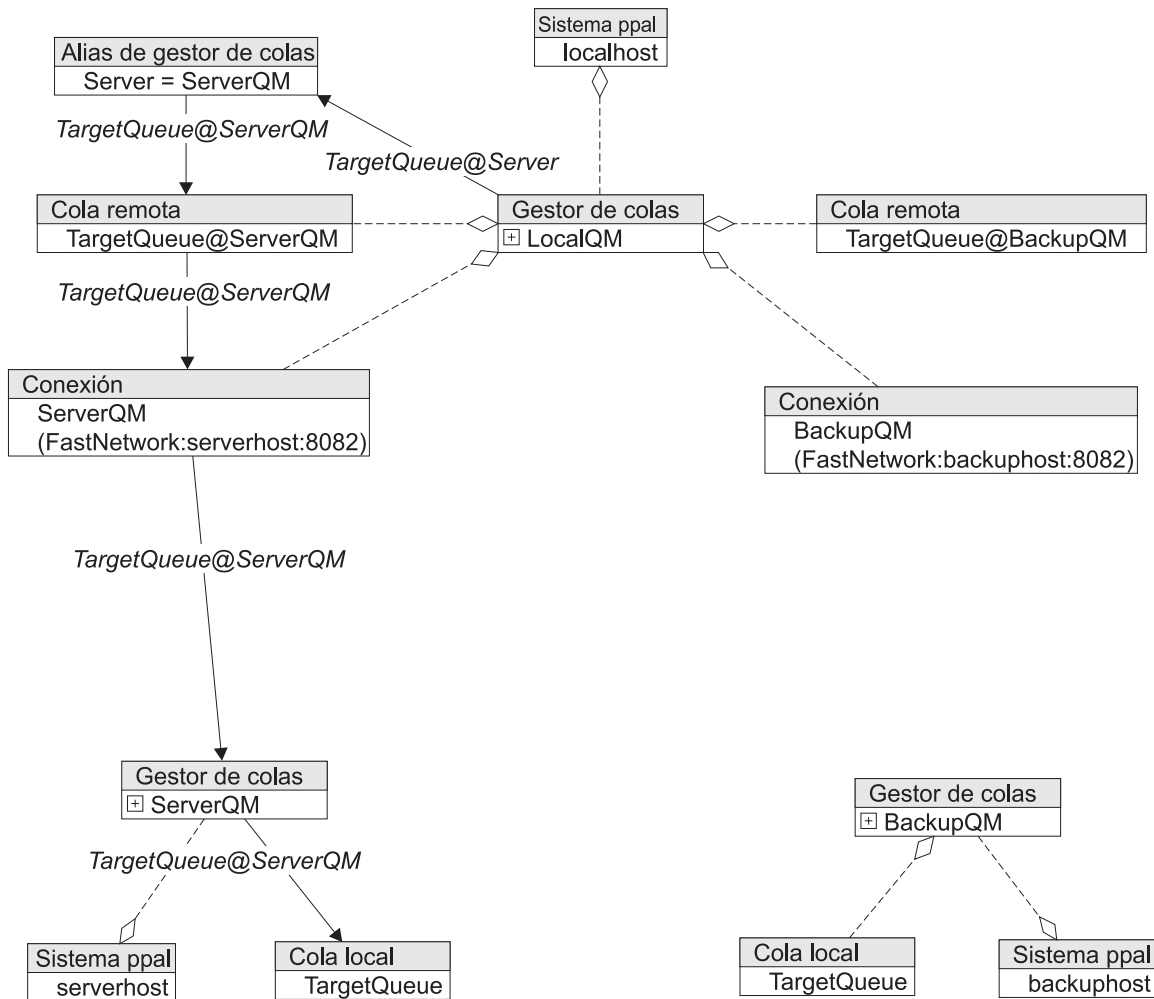 Sistema ppal
localhost
Alias de gestor de colas
Server = ServerQM
TargetQueue@ServerQM
TargetQueue@Server
Cola remota
TargetQueue@ServerQM
Gestor de colas
LocalQM
Cola remota
TargetQueue@BackupQM
TargetQueue@ServerQM
Conexión
ServerQM
(FastNetwork:serverhost:8082)
Conexión
BackupQM
(FastNetwork:backuphost:8082)
TargetQueue@ServerQM
Gestor de colas
ServerQM
Gestor de colas
BackupQM
TargetQueue@ServerQM
Sistema ppal
serverhost
Cola local
TargetQueue
Cola local
TargetQueue
Sistema ppal
backuphost